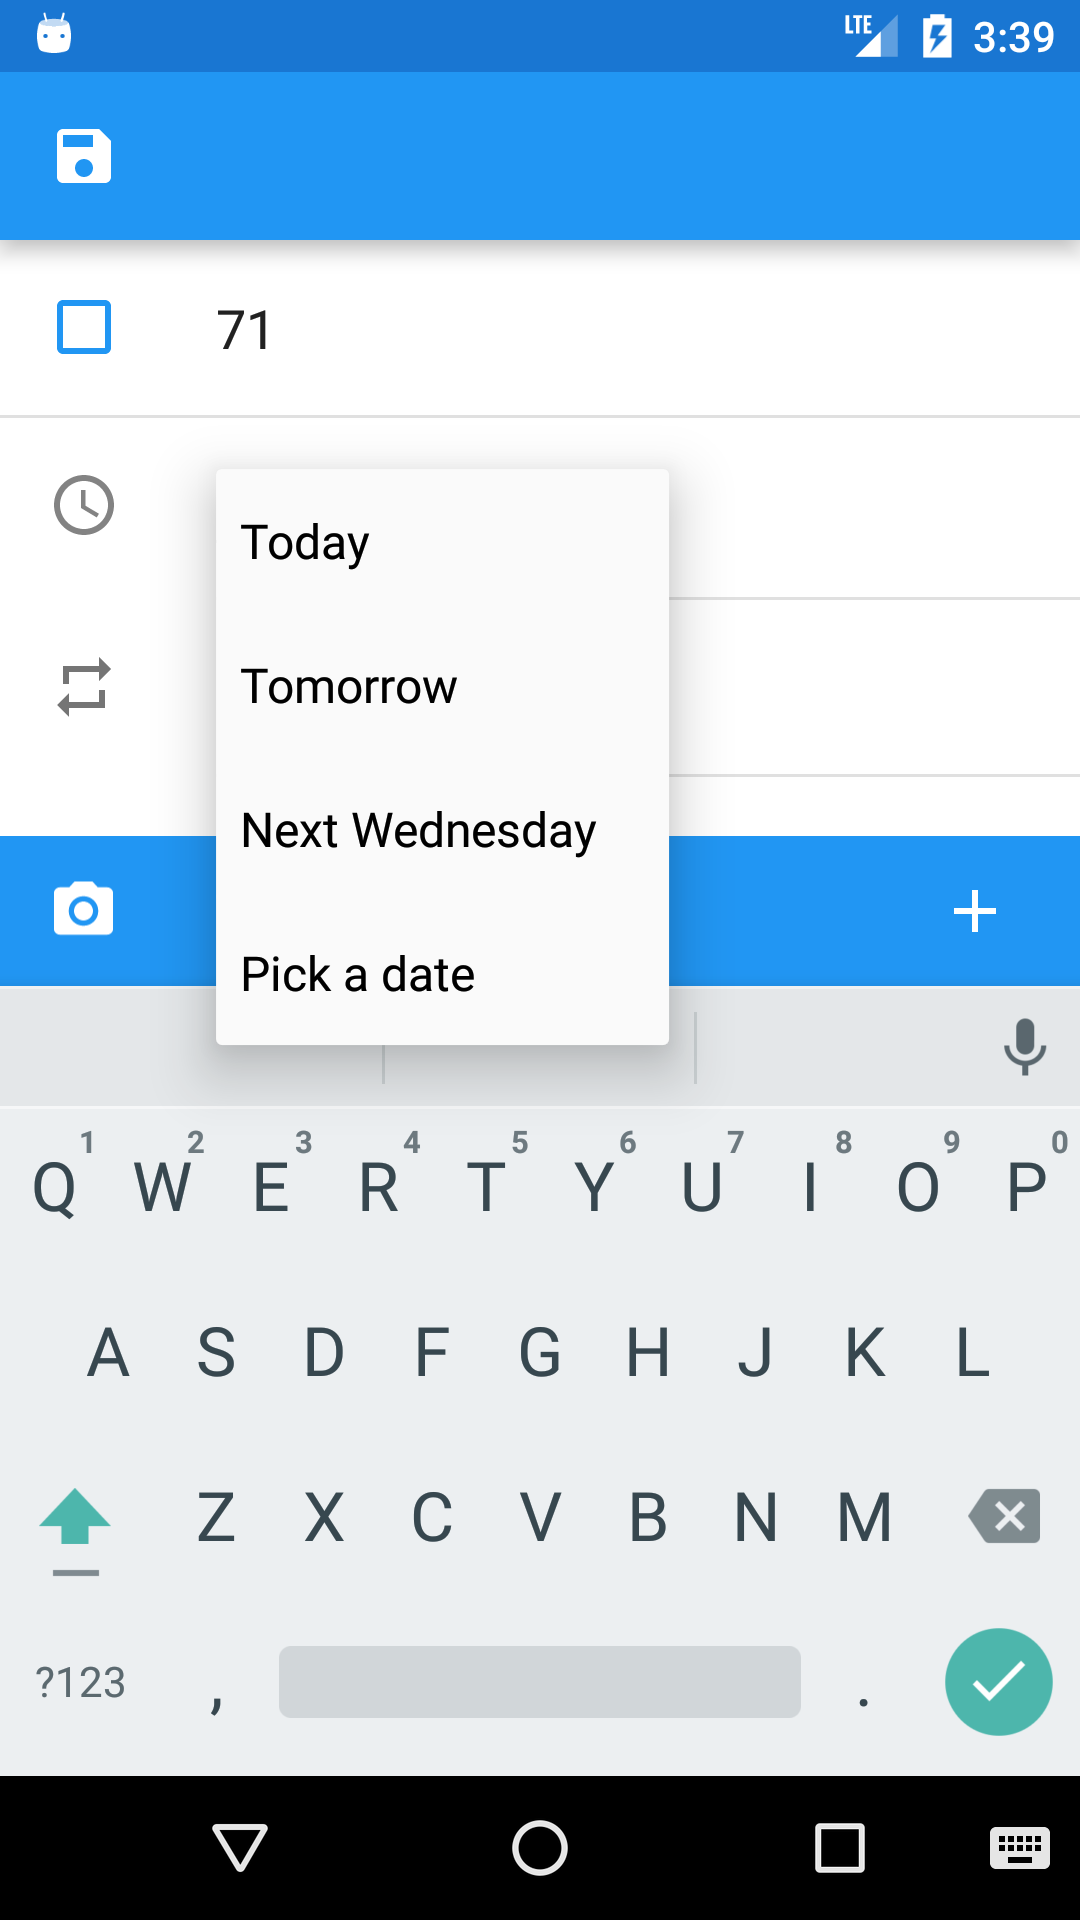 LTE 3:39
71
Today
Tomorrow
Next Wednesday
Pick a date
1 2 3 4 5 6 7 8 9 0
Q W E R T Y U I O P
A S D F G H J K L
Z X C V B N M
?123 , .